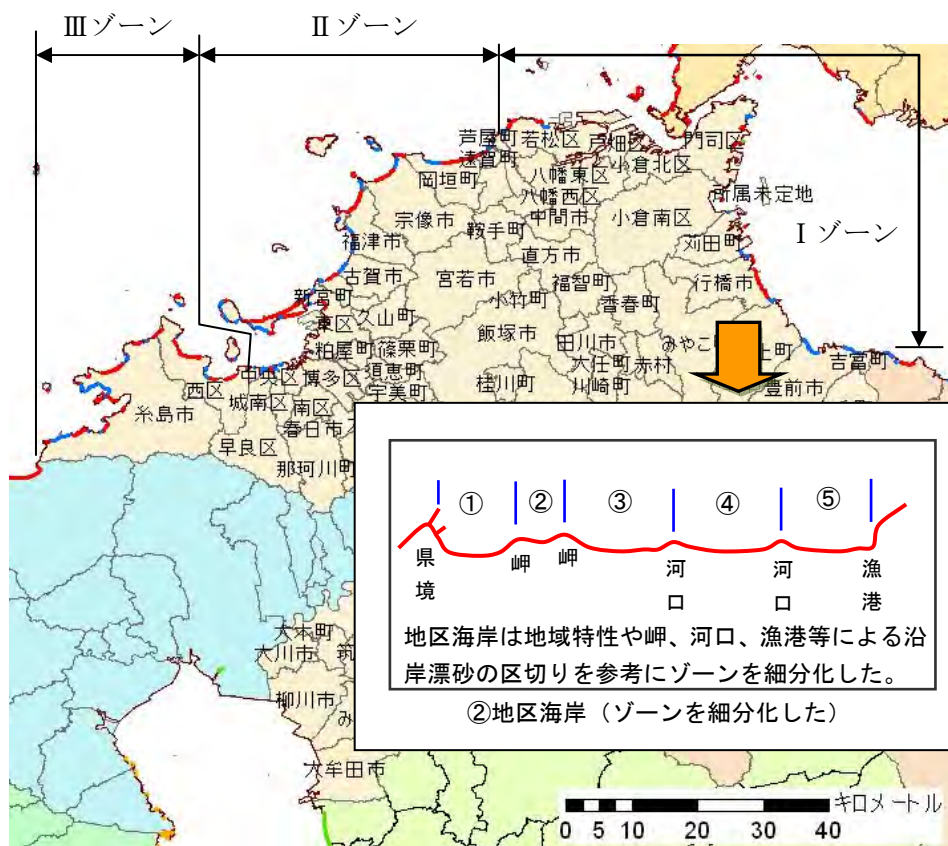 Ⅲゾーン
Ⅱゾーン
Ⅰゾーン
芦屋町
若松区
戸畑区
門司区
遠賀町
小倉北区
岡垣町
八幡東区
八幡西区
所属未定地
中間市
小倉南区
宗像市
鞍手町
苅田町
福津市
直方市
古賀市
宮若市
福智町
行橋市
新宮町
小竹町
香春町
東区
久山町
飯塚市
田川市
みやこ
上町
吉富町
粕屋町
篠栗町
大任町
赤村
豊前市
中央区
博多区
須恵町
西区
桂川町
川崎町
糸島市
城南区
南区
宇美町
春日市
早良区
那珂川町
① ② ③ ④ ⑤
県境
岬
岬
河口
河口
漁港
地区海岸は地域特性や岬、河口、漁港等による沿
岸漂砂の区切りを参考にゾーンを細分化した。
②地区海岸（ゾーンを細分化した）
大木町
大川市
筑
柳川市
み
大牟田市
キロメートル
0 5 10 20 30 40